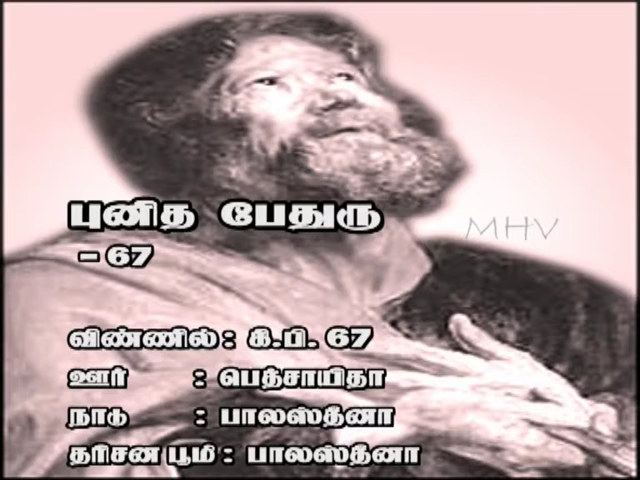 புனித பேதுரு
MHV
- 67
விண்ணில் : கி.பி. 67
ஊர் : பெத்சாயிதா
நாடு : பாலஸ்தீனா
தரிசன பூமி : பாலஸ்தீனா